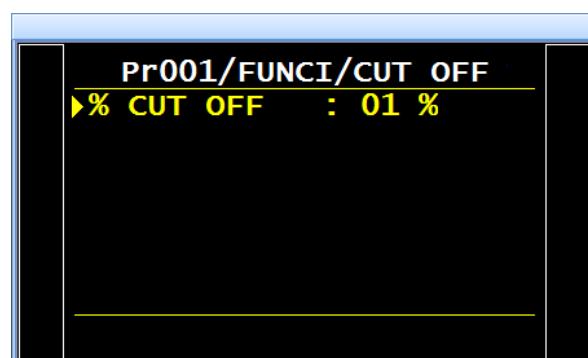 Pr001/FUNCI/CUT OFF
% CUT OFF : 01 %